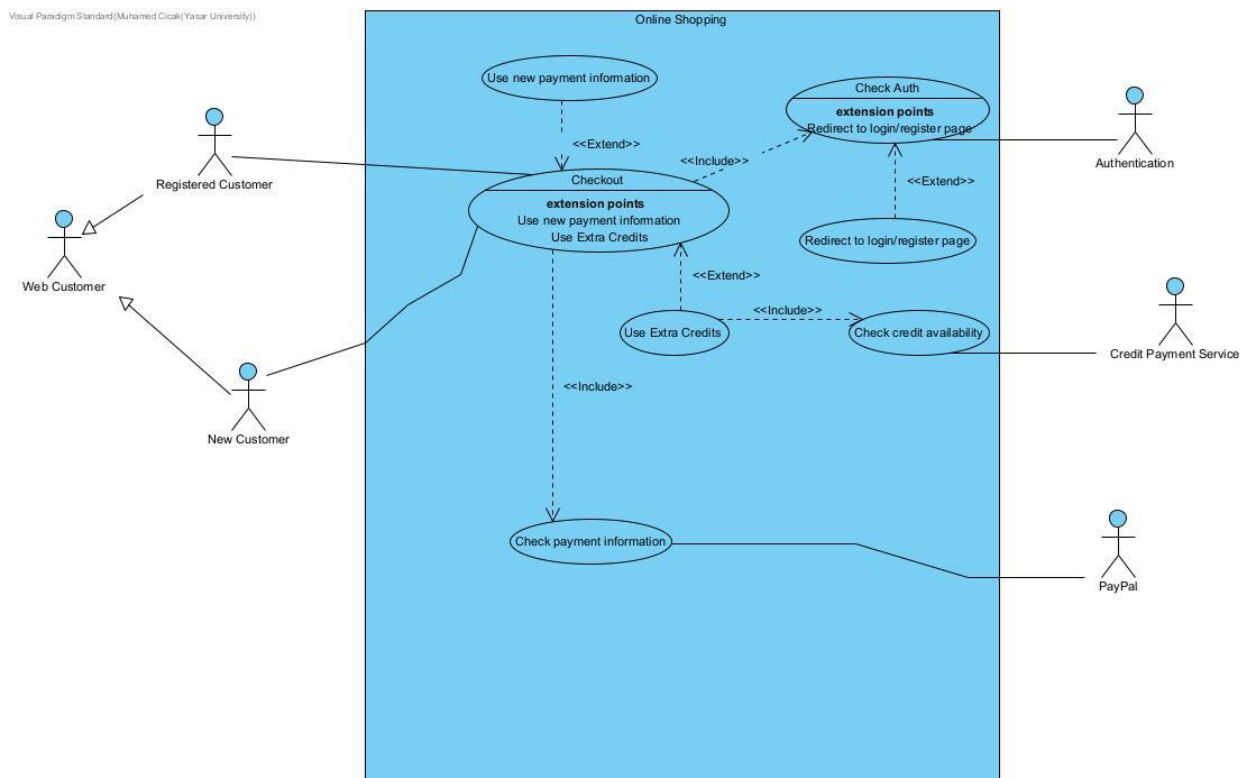 Visual Paradigm Standard(Muhamed Cicak(Yasar University))
Online Shopping
Use new payment information
Check Auth
extension points
Redirect to login/register page
<<Extend>>
<<Include>>
Authentication
Registered Customer
Checkout
extension points
Use new payment information
Use Extra Credits
<<Extend>>
Redirect to login/register page
Web Customer
<<Extend>>
<<Include>>
Use Extra Credits
Check credit availability
Credit Payment Service
<<Include>>
New Customer
Check payment information
PayPal